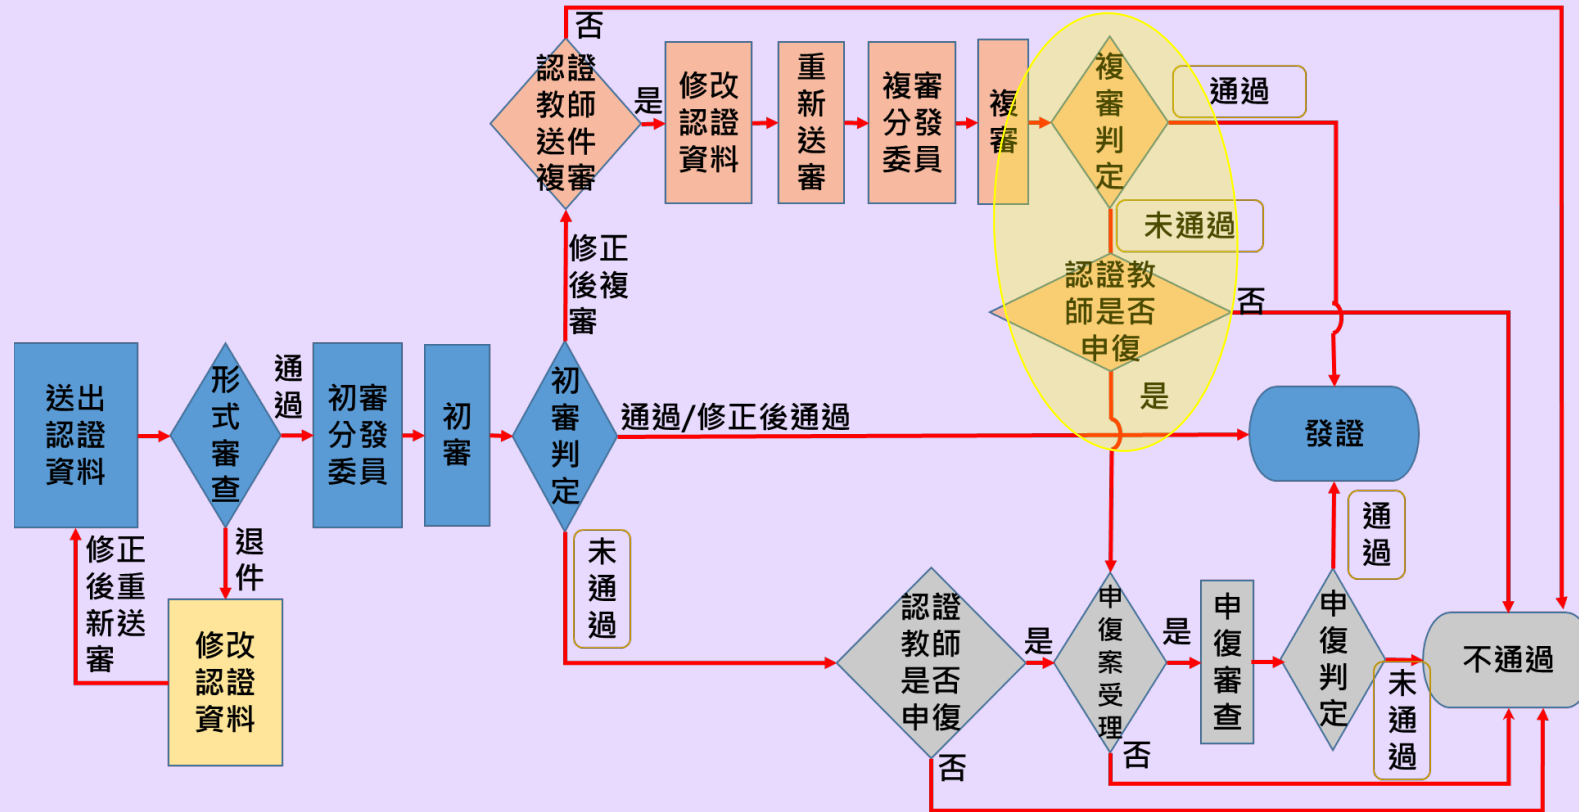 否
認證
教師
送件
複審
是
修改
認證
資料
重
新
送
審
複審
分發
委員
複
審
複
審
判
定
通過
未通過
認證教
師是否
申復
否
是
修正
後複
審
送出
認證
資料
形
式
審
查
通
過
初審
分發
委員
初
審
初
審
判
定
通過/修正後通過
發證
退
件
修正
後重
新送
審
修改
認證
資料
未
通
過
認證
教師
是否
申復
是
否
申
復
案
受
理
是
否
申
復
審
查
申
復
判
定
通
過
未
通
過
不通過